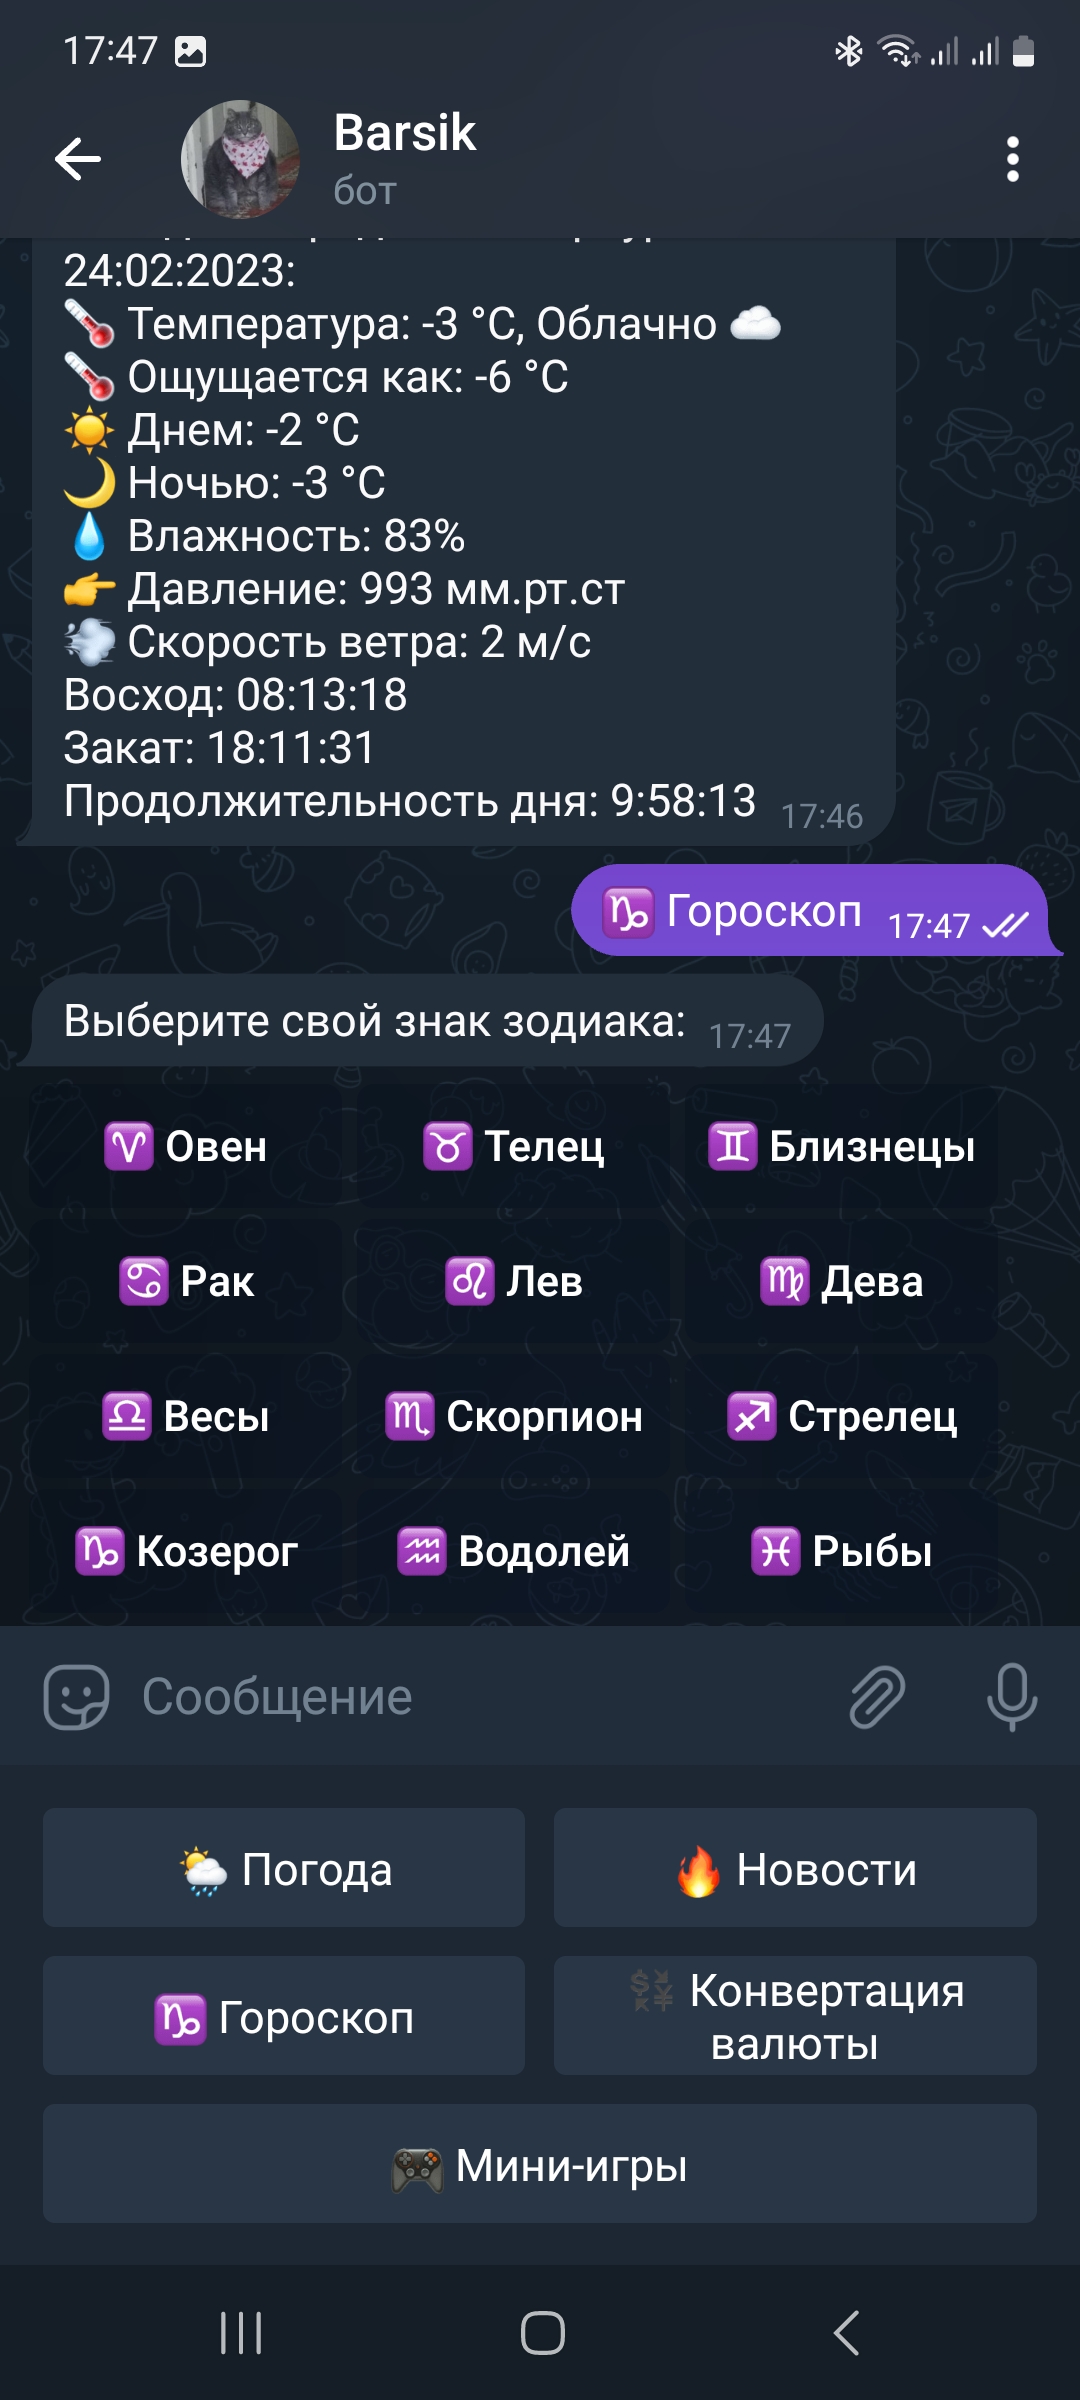 17:47
Barsik
бот
24:02:2023:
🌡 Температура: -3 °C, Облачно ☁️
🌡 Ощущается как: -6 °C
☀️ Днем: -2 °C
🌙 Ночью: -3 °C
💧 Влажность: 83%
👉 Давление: 993 мм.рт.ст
💨 Скорость ветра: 2 м/с
Восход: 08:13:18
Закат: 18:11:31
Продолжительность дня: 9:58:13 17:46
♑ Гороскоп 17:47
Выберите свой знак зодиака: 17:47
♈ Овен ♉ Телец ♊ Близнецы
♋ Рак ♌ Лев ♍ Дева
♎ Весы ♏ Скорпион ♐ Стрелец
♑ Козерог ♒ Водолей ♓ Рыбы
Сообщение
🌦 Погода 🔥 Новости
♑ Гороскоп 💱 Конвертация
валюты
🎮 Мини-игры